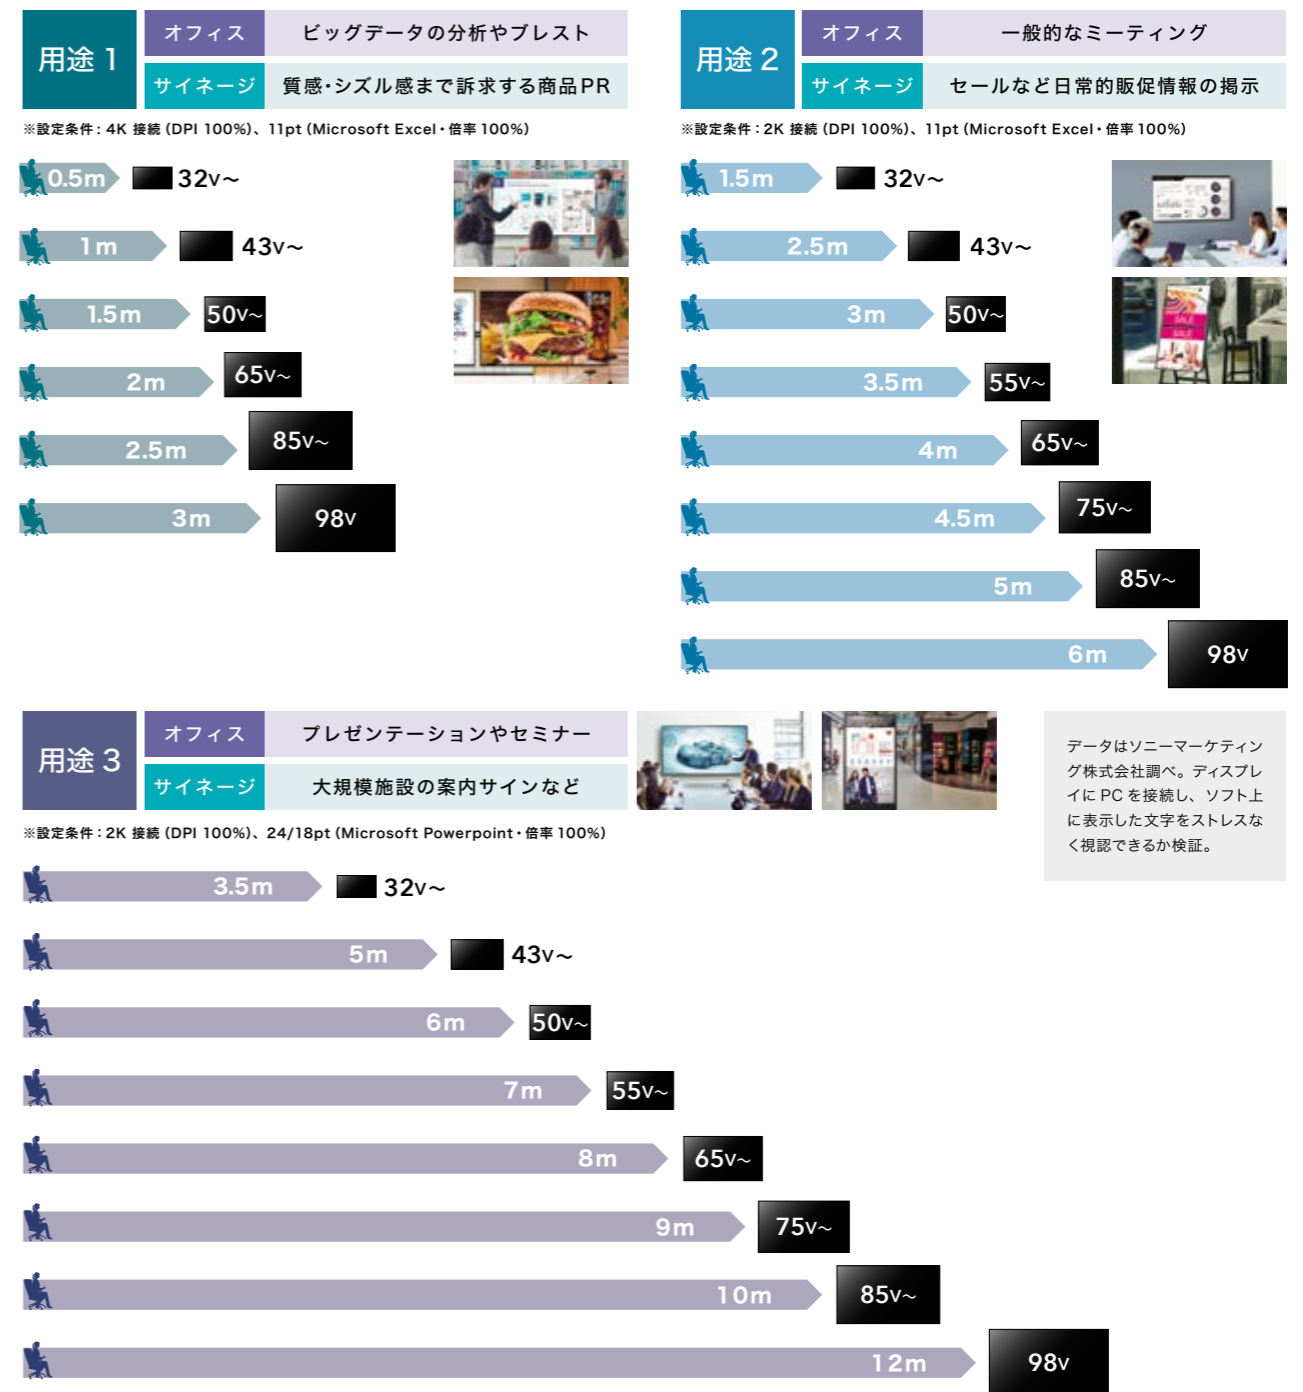 用途 1
オフィス
ビッグデータの分析やブレスト
サイネージ
質感・シズル感まで訴求する商品PR
※設定条件：4K 接続（DPI 100%）、11pt（Microsoft Excel・倍率100%）
0.5m
32V～
1m
43V～
1.5m
50V～
2m
65V～
2.5m
85V～
3m
98V
用途 2
オフィス
一般的なミーティング
サイネージ
セールなど日常的販促情報の掲示
※設定条件：2K 接続（DPI 100%）、11pt（Microsoft Excel・倍率100%）
1.5m
32V～
2.5m
43V～
3m
50V～
3.5m
55V～
4m
65V～
4.5m
75V～
5m
85V～
6m
98V
SALE
SALE
用途 3
オフィス
プレゼンテーションやセミナー
サイネージ
大規模施設の案内サインなど
※設定条件：2K 接続（DPI 100%）、24/18pt（Microsoft Powerpoint・倍率100%）
3.5m
32V～
5m
43V～
6m
50V～
7m
55V～
8m
65V～
9m
75V～
10m
85V～
12m
98V
データはソニーマーケティン
グ株式会社調べ。ディスプレ
イに PC を接続し、ソフト上
に表示した文字をストレスな
く視認できるか検証。